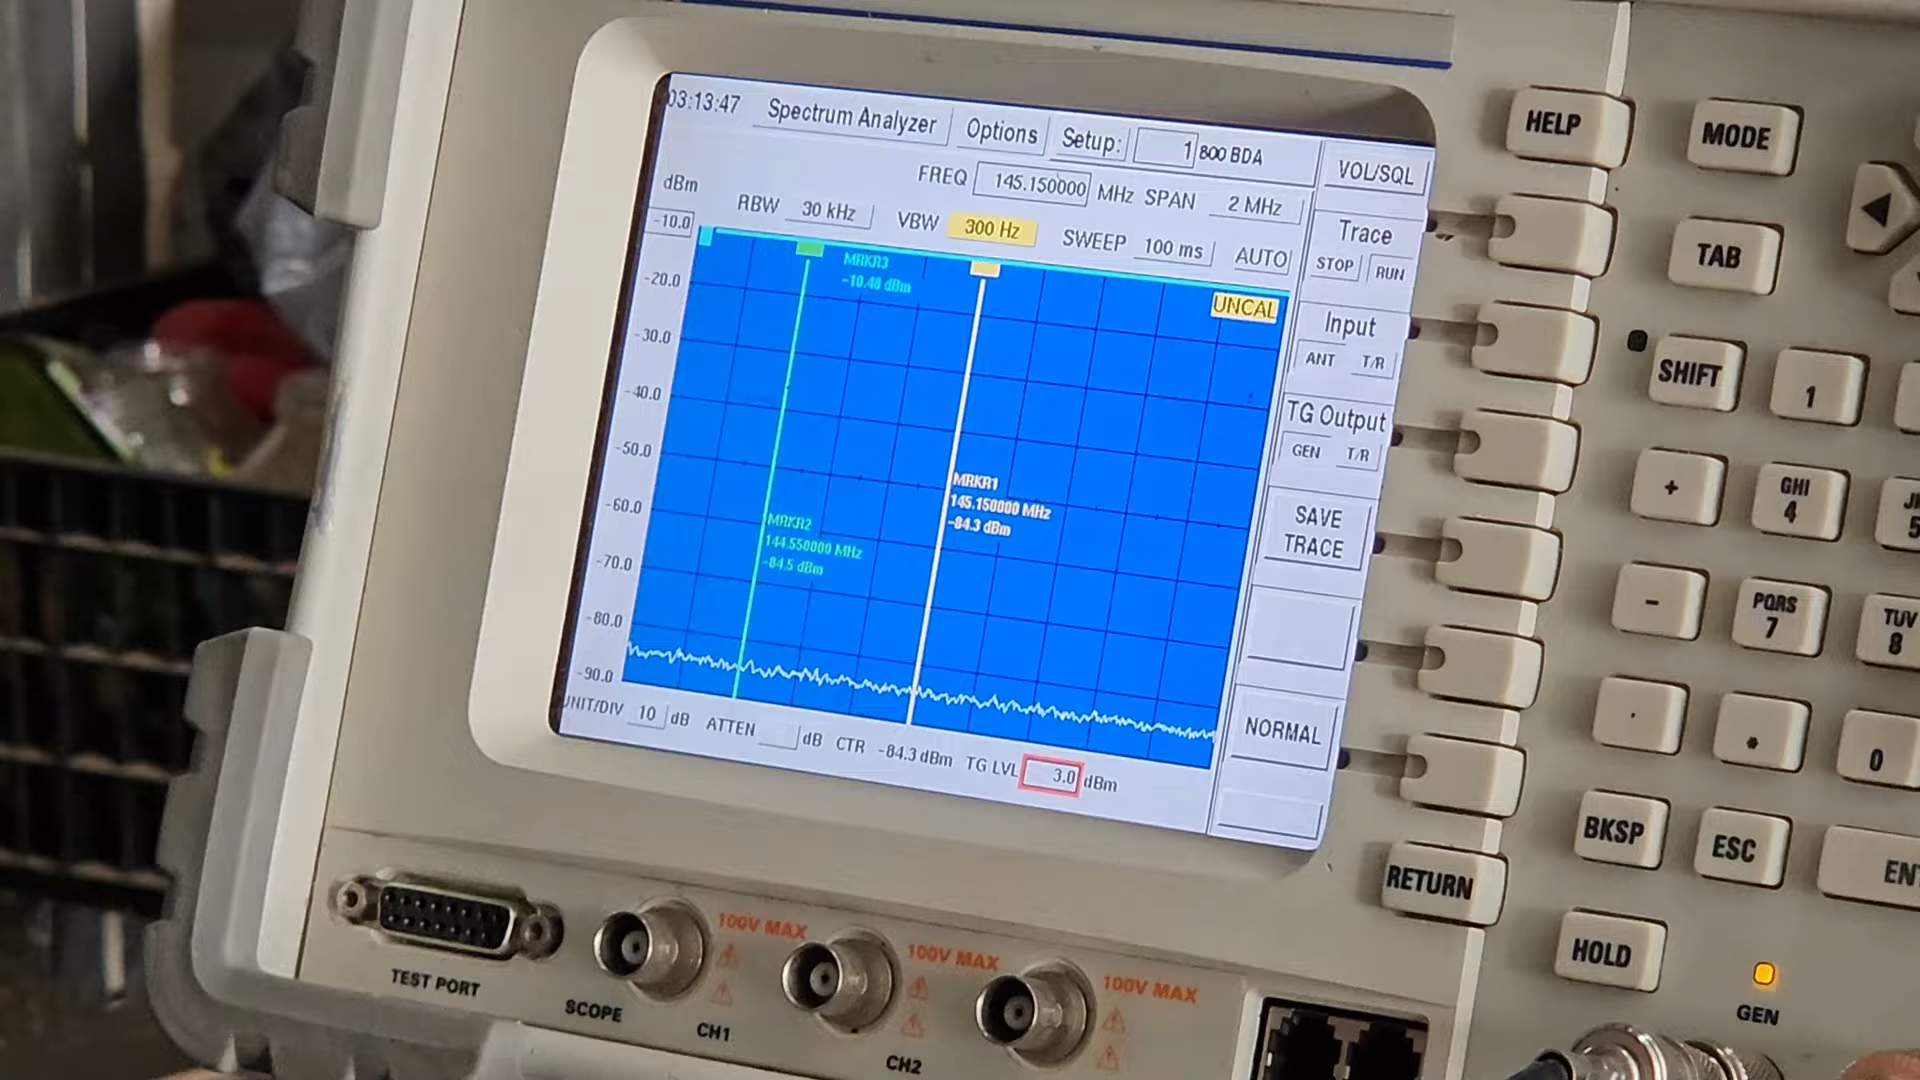 03:13:47 Spectrum Analyzer Options Setup: 1 800 BDA
FREQ 145.150000 MHz SPAN 2 MHz
dBm RBW 30 kHz VBW 300 Hz SWEEP 100 ms AUTO
-10.0
-20.0
-30.0
-40.0
-50.0
-60.0
-70.0
-80.0
-90.0
MRKR3
-10.48 dBm
UNCAL
MRKR1
145.150000 MHz
-84.3 dBm
MRKR2
144.550000 MHz
-84.5 dBm
UNIT/DIV 10 dB ATTEN dB CTR -84.3 dBm TG LVL 3.0 dBm
VOL/SQL
Trace
STOP RUN
Input
ANT T/R
TG Output
GEN T/R
SAVE
TRACE
NORMAL
HELP
MODE
TAB
SHIFT
1
+
GHI
4
5
-
PQRS
7
TUV
8
.
*
0
BKSP
ESC
RETURN
HOLD
GEN
TEST PORT
SCOPE
CH1
CH2
100V MAX
100V MAX
100V MAX